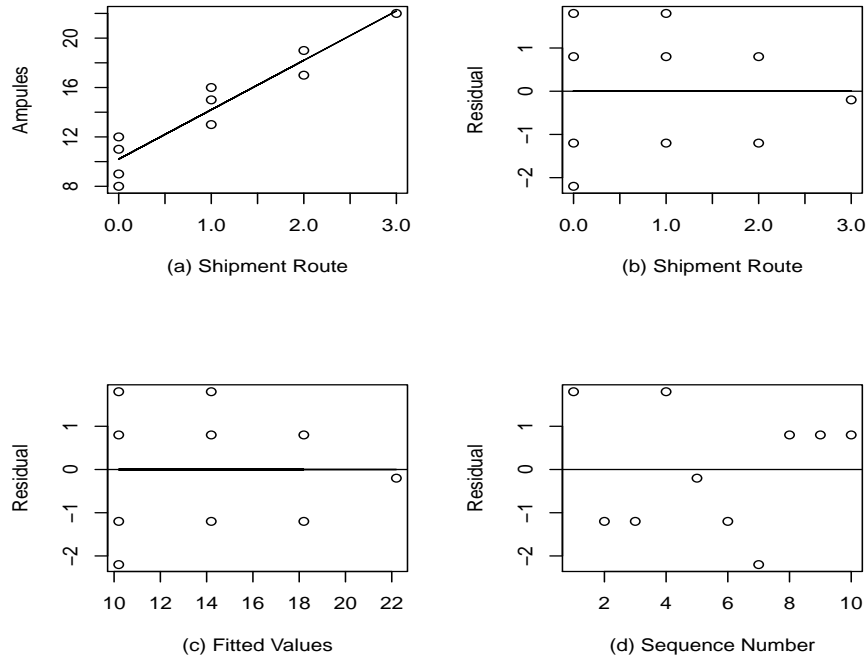 Ampules
8
12
16
20
0.0 1.0 2.0 3.0
(a) Shipment Route
Residual
−2
−1
0
1
0.0 1.0 2.0 3.0
(b) Shipment Route
Residual
−2
−1
0
1
10 12 14 16 18 20 22
(c) Fitted Values
Residual
−2
−1
0
1
2 4 6 8 10
(d) Sequence Number